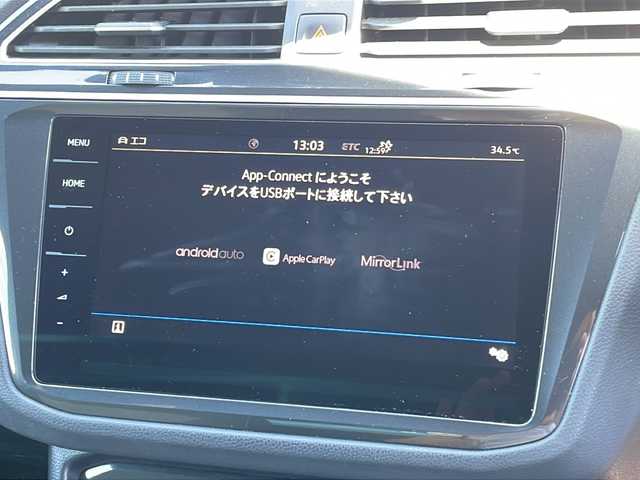 MENU
エコ
13:03
ETC
12:59
34.5℃
HOME
App-Connect にようこそ
デバイスをUSBポートに接続して下さい
android auto
Apple CarPlay
MirrorLink
+
-